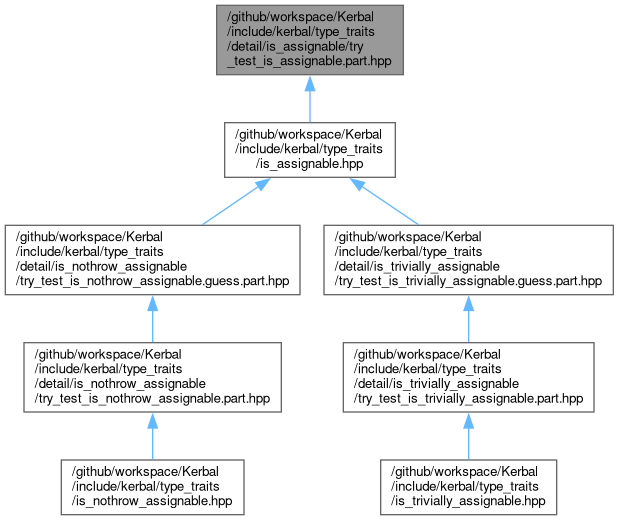 /github/workspace/Kerbal
/include/kerbal/type_traits
/detail/is_assignable/try
_test_is_assignable.part.hpp
/github/workspace/Kerbal
/include/kerbal/type_traits
/is_assignable.hpp
/github/workspace/Kerbal
/include/kerbal/type_traits
/detail/is_nothrow_assignable
/try_test_is_nothrow_assignable.guess.part.hpp
/github/workspace/Kerbal
/include/kerbal/type_traits
/detail/is_trivially_assignable
/try_test_is_trivially_assignable.guess.part.hpp
/github/workspace/Kerbal
/include/kerbal/type_traits
/detail/is_nothrow_assignable
/try_test_is_nothrow_assignable.part.hpp
/github/workspace/Kerbal
/include/kerbal/type_traits
/detail/is_trivially_assignable
/try_test_is_trivially_assignable.part.hpp
/github/workspace/Kerbal
/include/kerbal/type_traits
/is_nothrow_assignable.hpp
/github/workspace/Kerbal
/include/kerbal/type_traits
/is_trivially_assignable.hpp